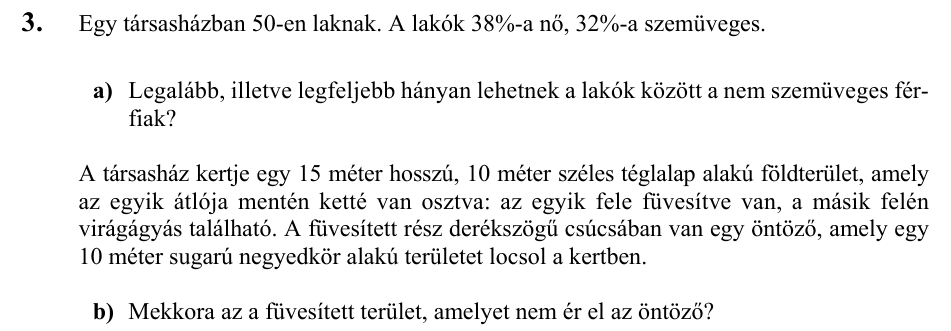 3. Egy társasházban 50-en laknak. A lakók 38%-a nő, 32%-a szemüveges.
a) Legalább, illetve legfeljebb hányan lehetnek a lakók között a nem szemüveges fér-
fiak?
A társasház kertje egy 15 méter hosszú, 10 méter széles téglalap alakú földterület, amely
az egyik átlója mentén ketté van osztva: az egyik fele füvesítve van, a másik felén
virágágyás található. A füvesített rész derékszögű csúcsában van egy öntöző, amely egy
10 méter sugarú negyedkör alakú területet locsol a kertben.
b) Mekkora az a füvesített terület, amelyet nem ér el az öntöző?